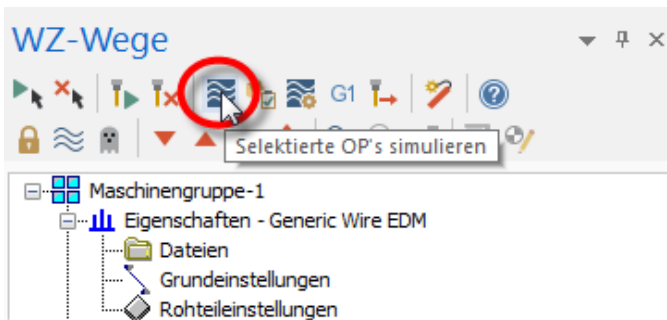 WZ-Wege
G1
Selektierte OP's simulieren
Maschinengruppe-1
Eigenschaften - Generic Wire EDM
Dateien
Grundeinstellungen
Rohteileinstellungen